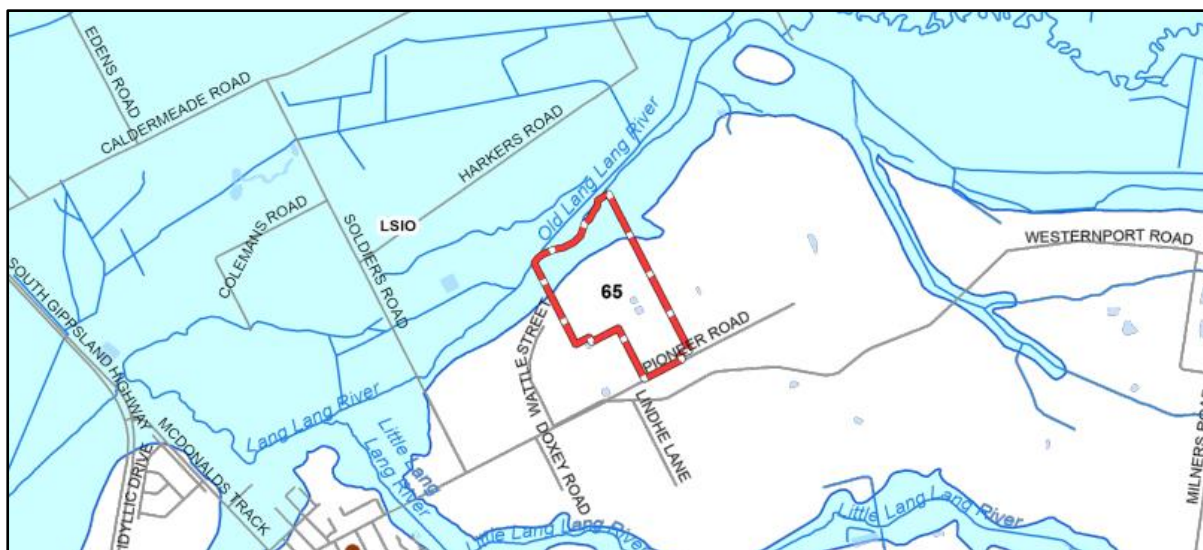 EDENS ROAD
CALDERMEADE ROAD
HARKERS ROAD
Old Lang Lang River
COLEMANS ROAD
LSIO
SOLDIERS ROAD
WESTERNPORT ROAD
SOUTH GIPPSLAND HIGHWAY
65
WATTLE STREET
PIONEER ROAD
Lang Lang River
Little Lang
Lang River
LINDHE LANE
DOXEY ROAD
MCDONALDS TRACK
IDYLLIC DRIVE
MILNERS ROAD
Little Lang Lang River
Little Lang Lang River